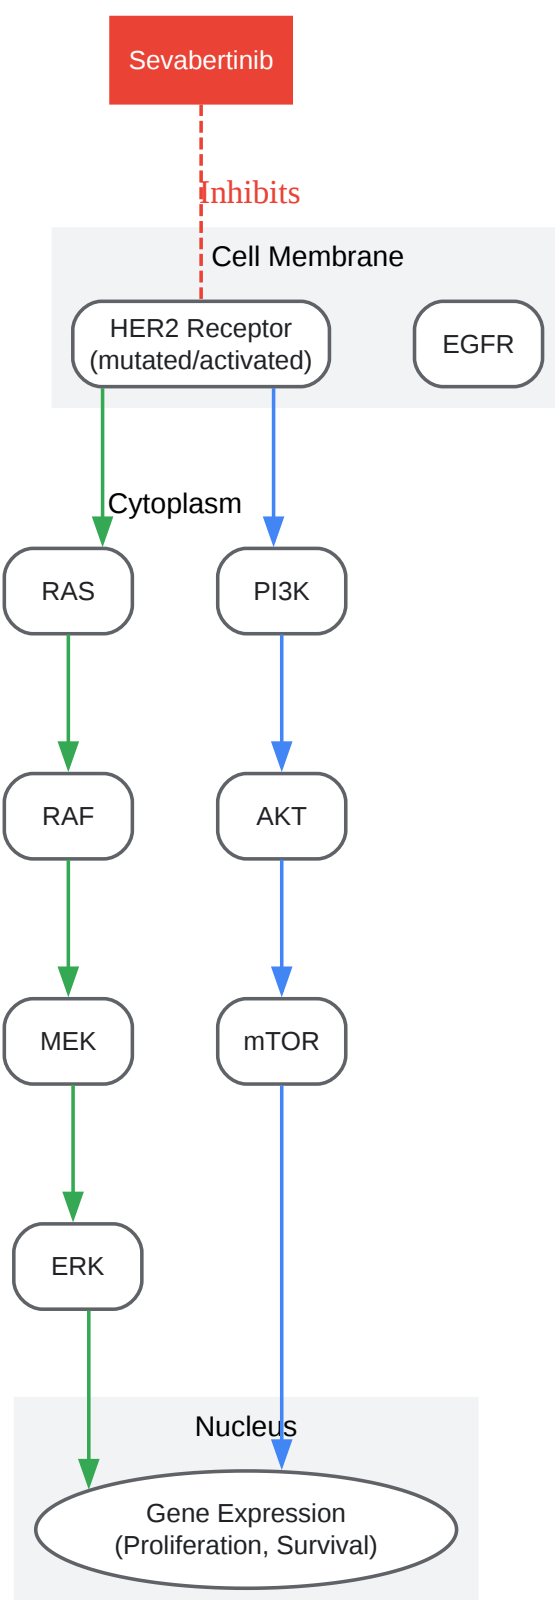 Sevabertinib
Inhibits
Cell Membrane
HER2 Receptor
(mutated/activated)
EGFR
Cytoplasm
RAS
PI3K
RAF
AKT
MEK
mTOR
ERK
Nucleus
Gene Expression
(Proliferation, Survival)